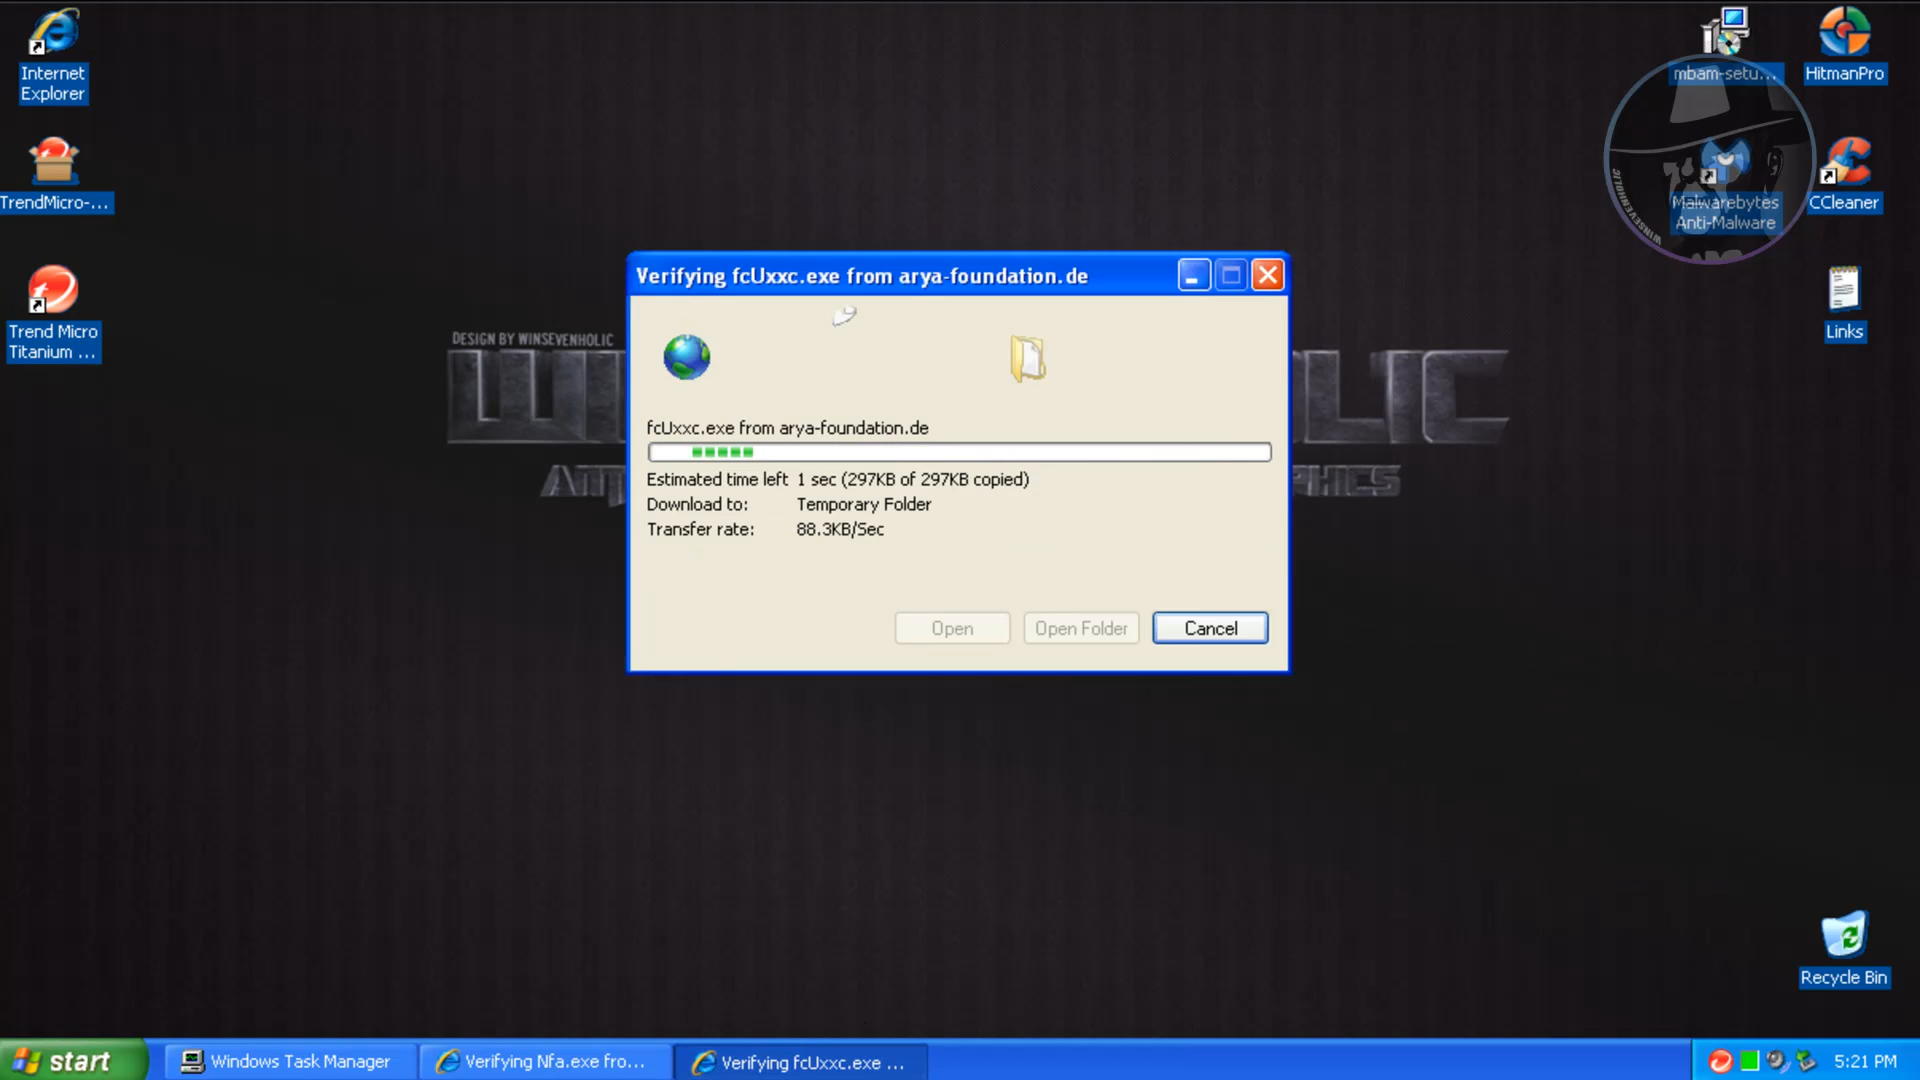 Internet
Explorer
TrendMicro-...
Trend Micro
Titanium ...
mbam-setu...
HitmanPro
Malwarebytes
Anti-Malware
CCleaner
WINSEVENHOLIC
Links
DESIGN BY WINSEVENHOLIC
Verifying fcUxxc.exe from arya-foundation.de
fcUxxc.exe from arya-foundation.de
Estimated time left 1 sec (297KB of 297KB copied)
Download to: Temporary Folder
Transfer rate: 88.3KB/Sec
Open Open Folder Cancel
Recycle Bin
start Windows Task Manager Verifying Nfa.exe fro... Verifying fcUxxc.exe ... 5:21 PM